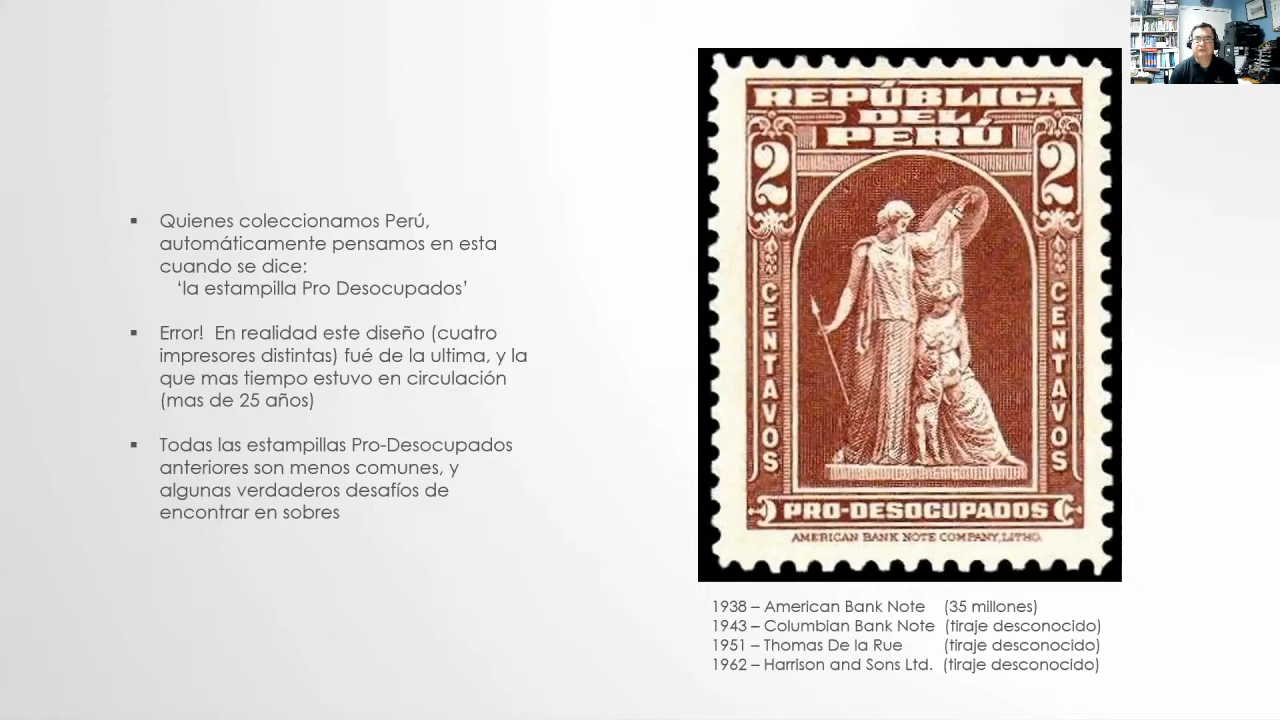 ▪ Quienes coleccionamos Perú,
automáticamente pensamos en esta
cuando se dice:
‘la estampilla Pro Desocupados’
▪ Error!  En realidad este diseño (cuatro
impresores distintas) fué de la ultima, y la
que mas tiempo estuvo en circulación
(mas de 25 años)
▪ Todas las estampillas Pro-Desocupados
anteriores son menos comunes, y
algunas verdaderos desafíos de
encontrar en sobres
REPÚBLICA
DEL
PERÚ
2 2
CENTAVOS CENTAVOS
PRO-DESOCUPADOS
AMERICAN BANK NOTE COMPANY, LITHO.
1938 – American Bank Note (35 millones)
1943 – Columbian Bank Note (tiraje desconocido)
1951 – Thomas De la Rue (tiraje desconocido)
1962 – Harrison and Sons Ltd. (tiraje desconocido)